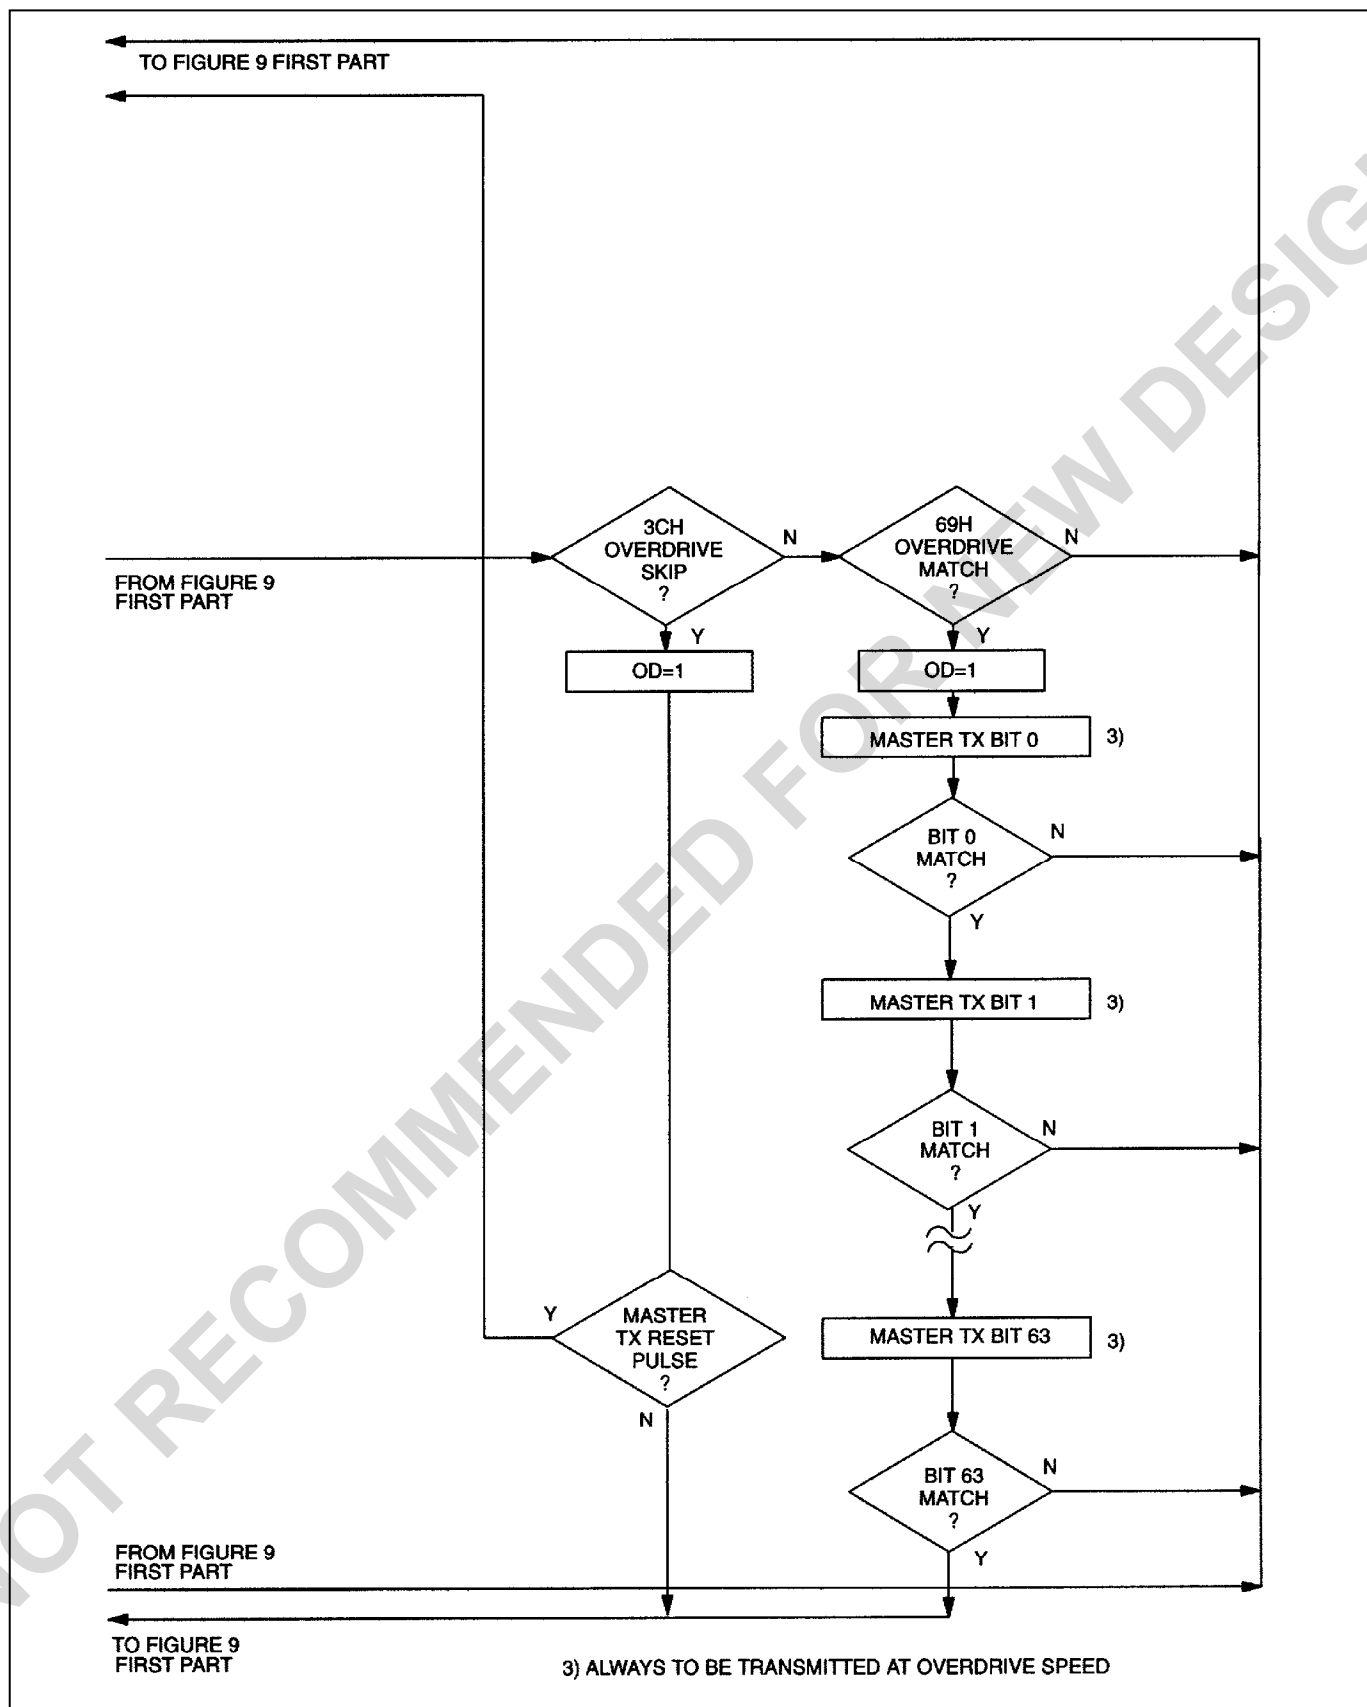 TO FIGURE 9 FIRST PART
3CH
OVERDRIVE
SKIP
?
N
69H
OVERDRIVE
MATCH
?
N
FROM FIGURE 9
FIRST PART
Y
Y
OD=1
OD=1
MASTER TX BIT 0
3)
BIT 0
MATCH
?
N
Y
MASTER TX BIT 1
3)
BIT 1
MATCH
?
N
Y
Y
MASTER
TX RESET
PULSE
?
N
MASTER TX BIT 63
3)
BIT 63
MATCH
?
N
Y
FROM FIGURE 9
FIRST PART
TO FIGURE 9
FIRST PART
3) ALWAYS TO BE TRANSMITTED AT OVERDRIVE SPEED
NOT RECOMMENDED FOR NEW DESIG